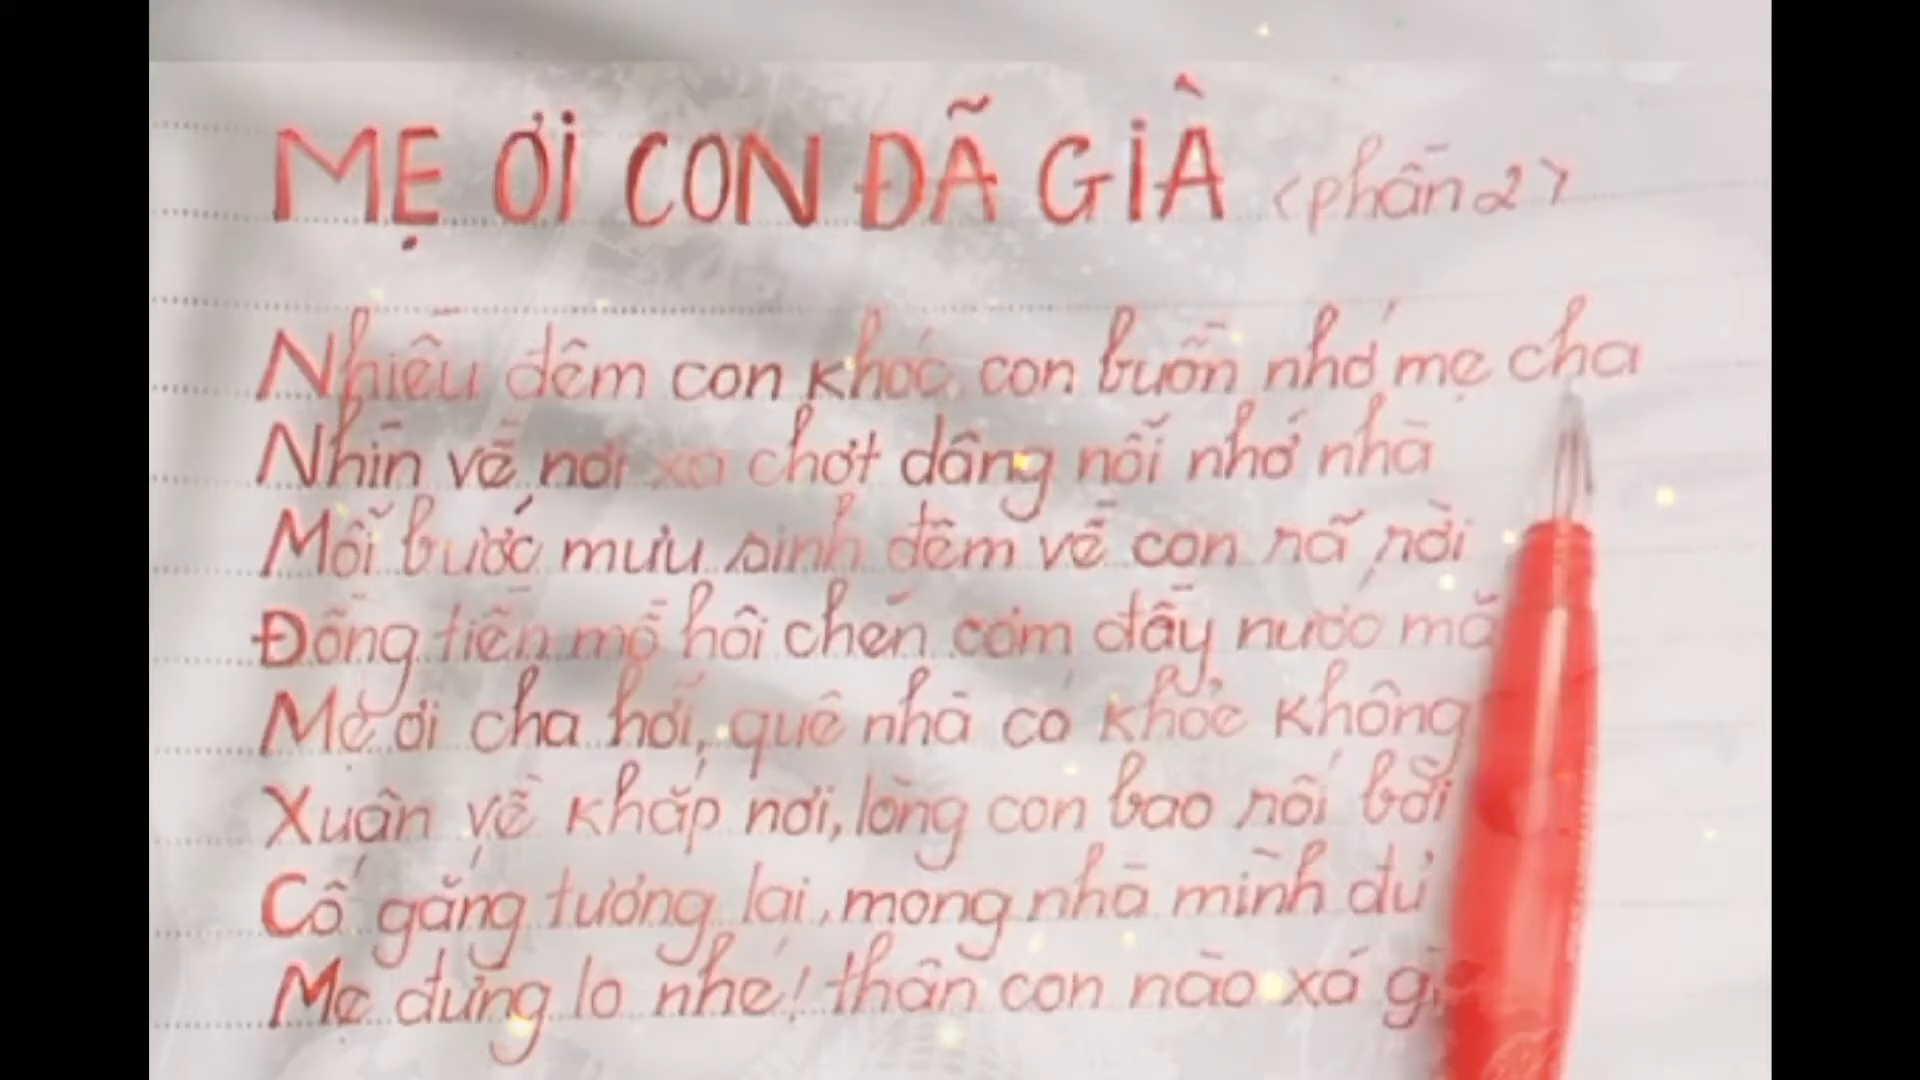 MẸ ƠI CON ĐÃ GIÀ <phần 2>
Nhiều đêm con khóc, con buồn nhớ mẹ cha
Nhìn về nơi xa chợt dâng nỗi nhớ nhà
Mỗi bước mưu sinh đêm về con rã rời
Đồng tiền mồ hôi chén cơm đầy nước mắ
Mẹ ơi cha hỡi, quê nhà có khỏe không
Xuân về khắp nơi, lòng con bao rối bời
Cố gắng tương lai, mong nhà mình đủ
Mẹ đừng lo nhé! thân con nào xá gì